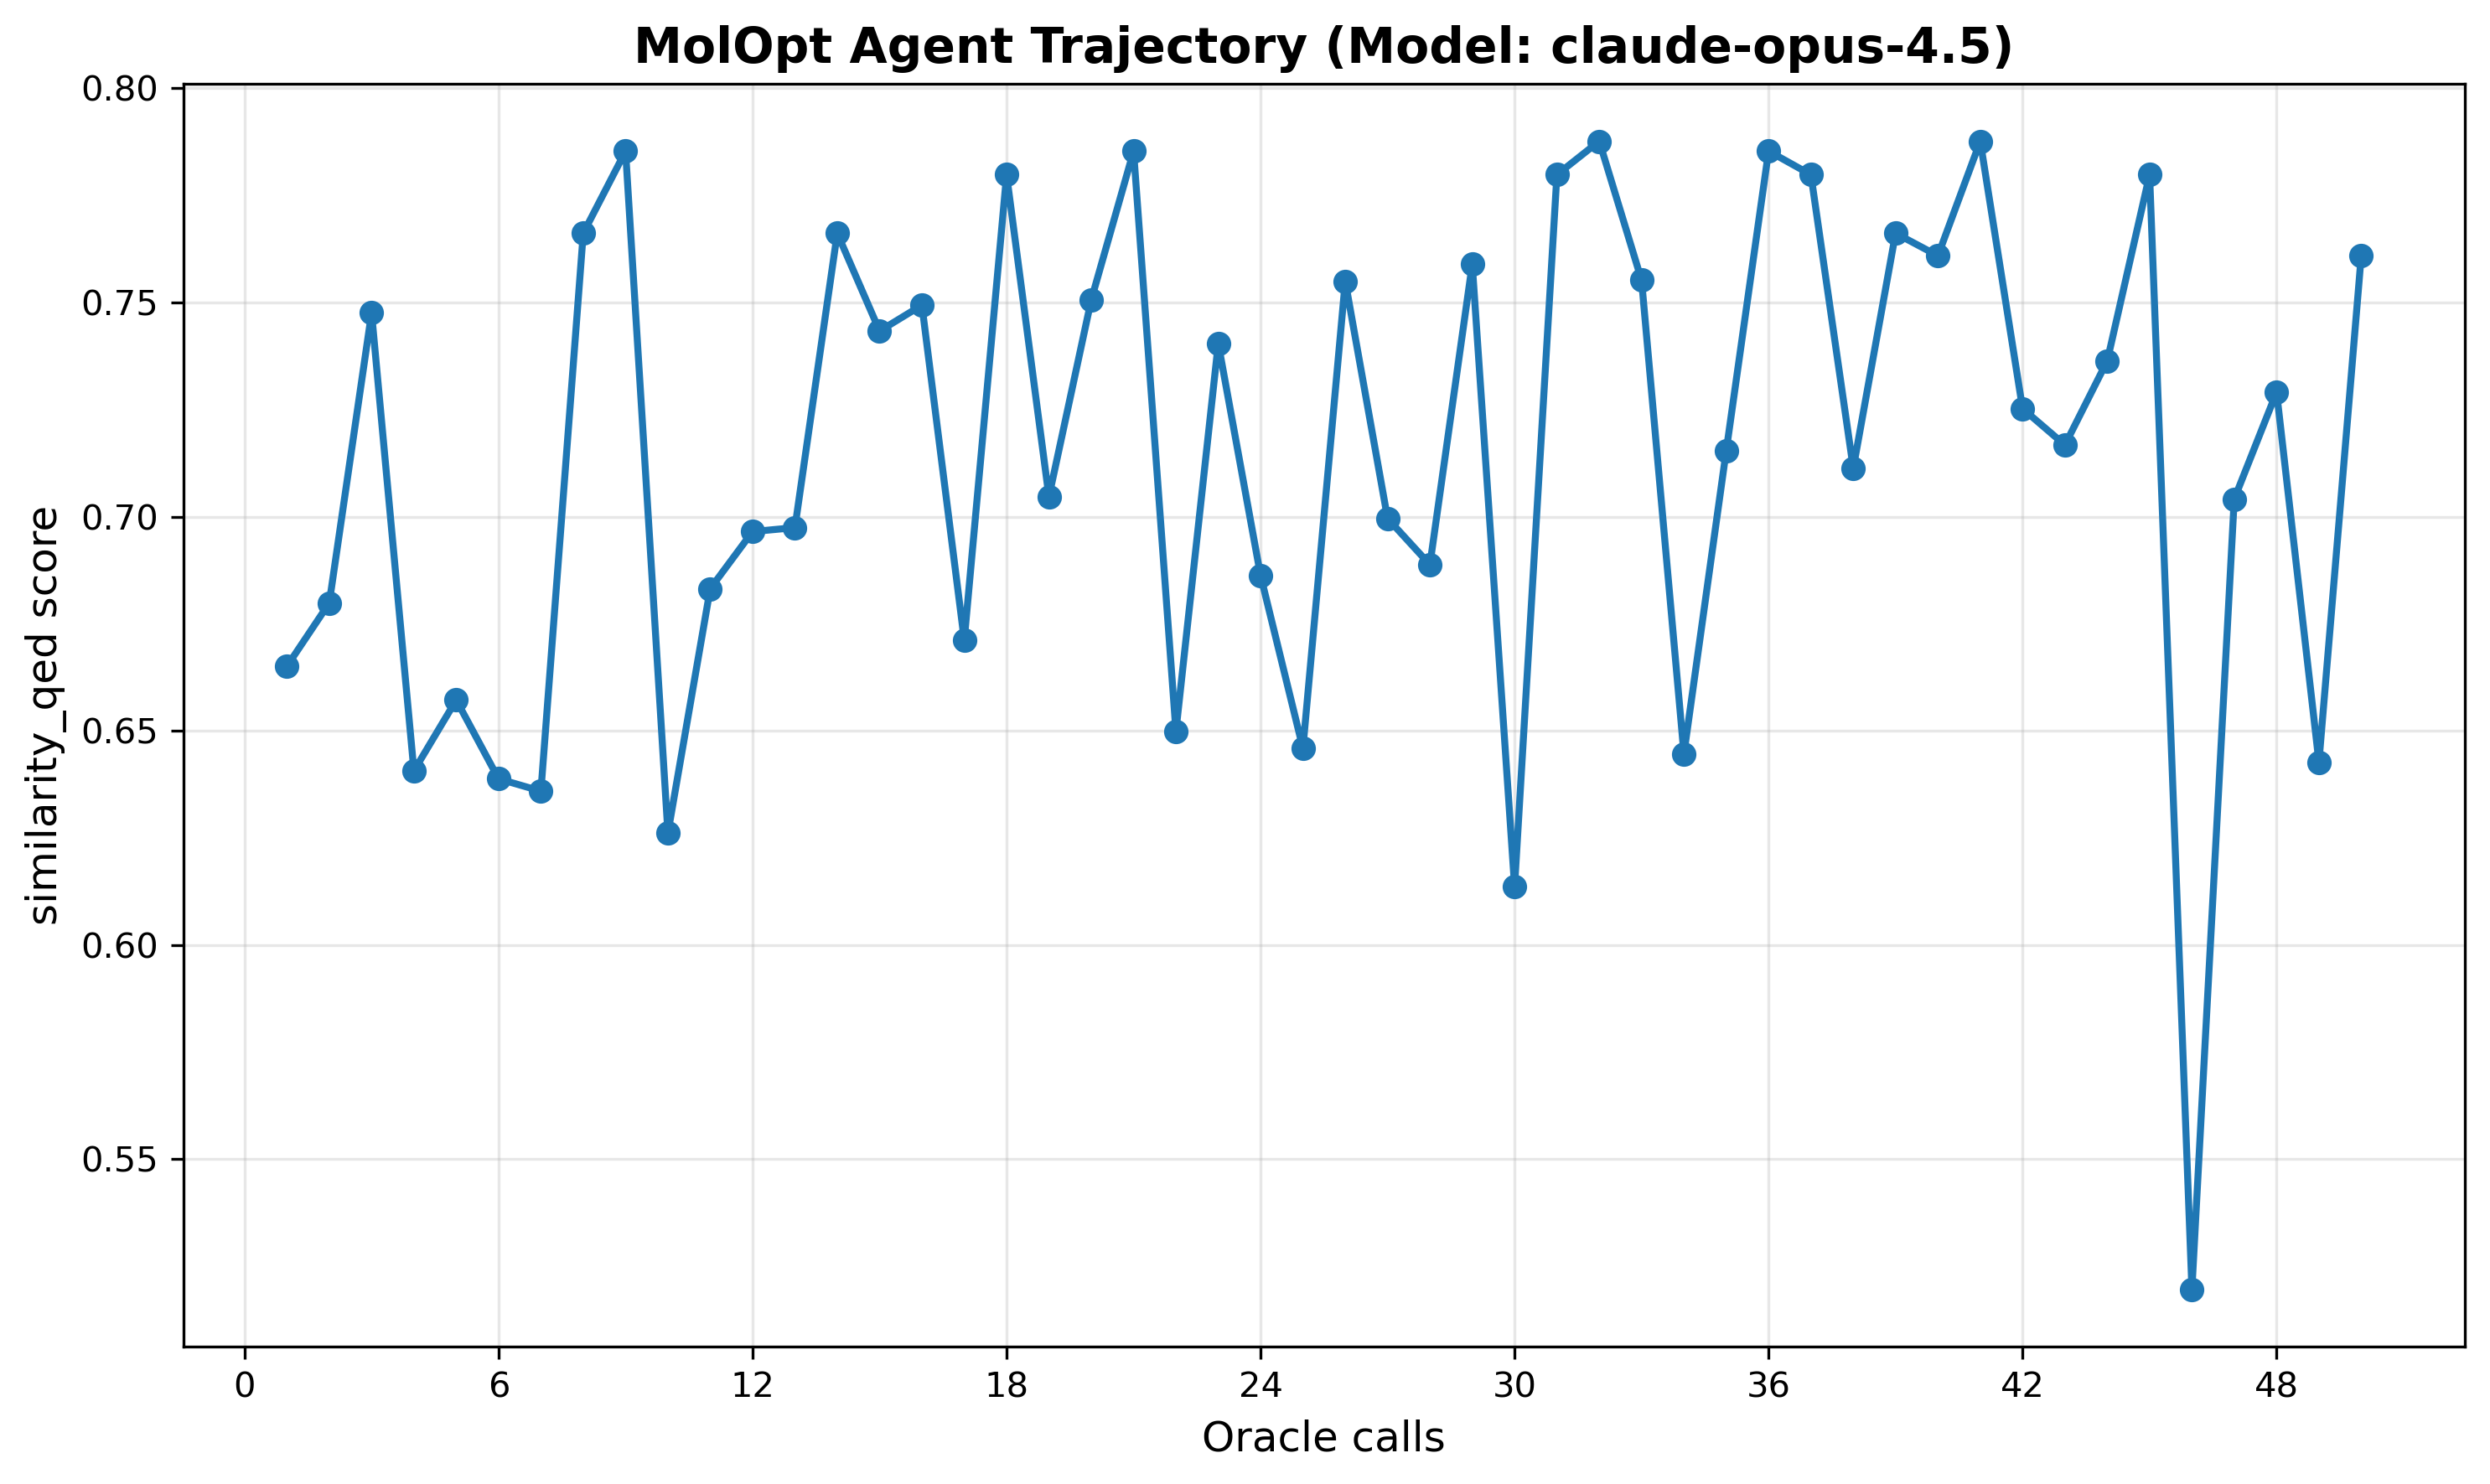 MolOpt Agent Trajectory (Model: claude-opus-4.5)
0.80
0.75
0.70
0.65
0.60
0.55
similarity_qed score
0 6 12 18 24 30 36 42 48
Oracle calls